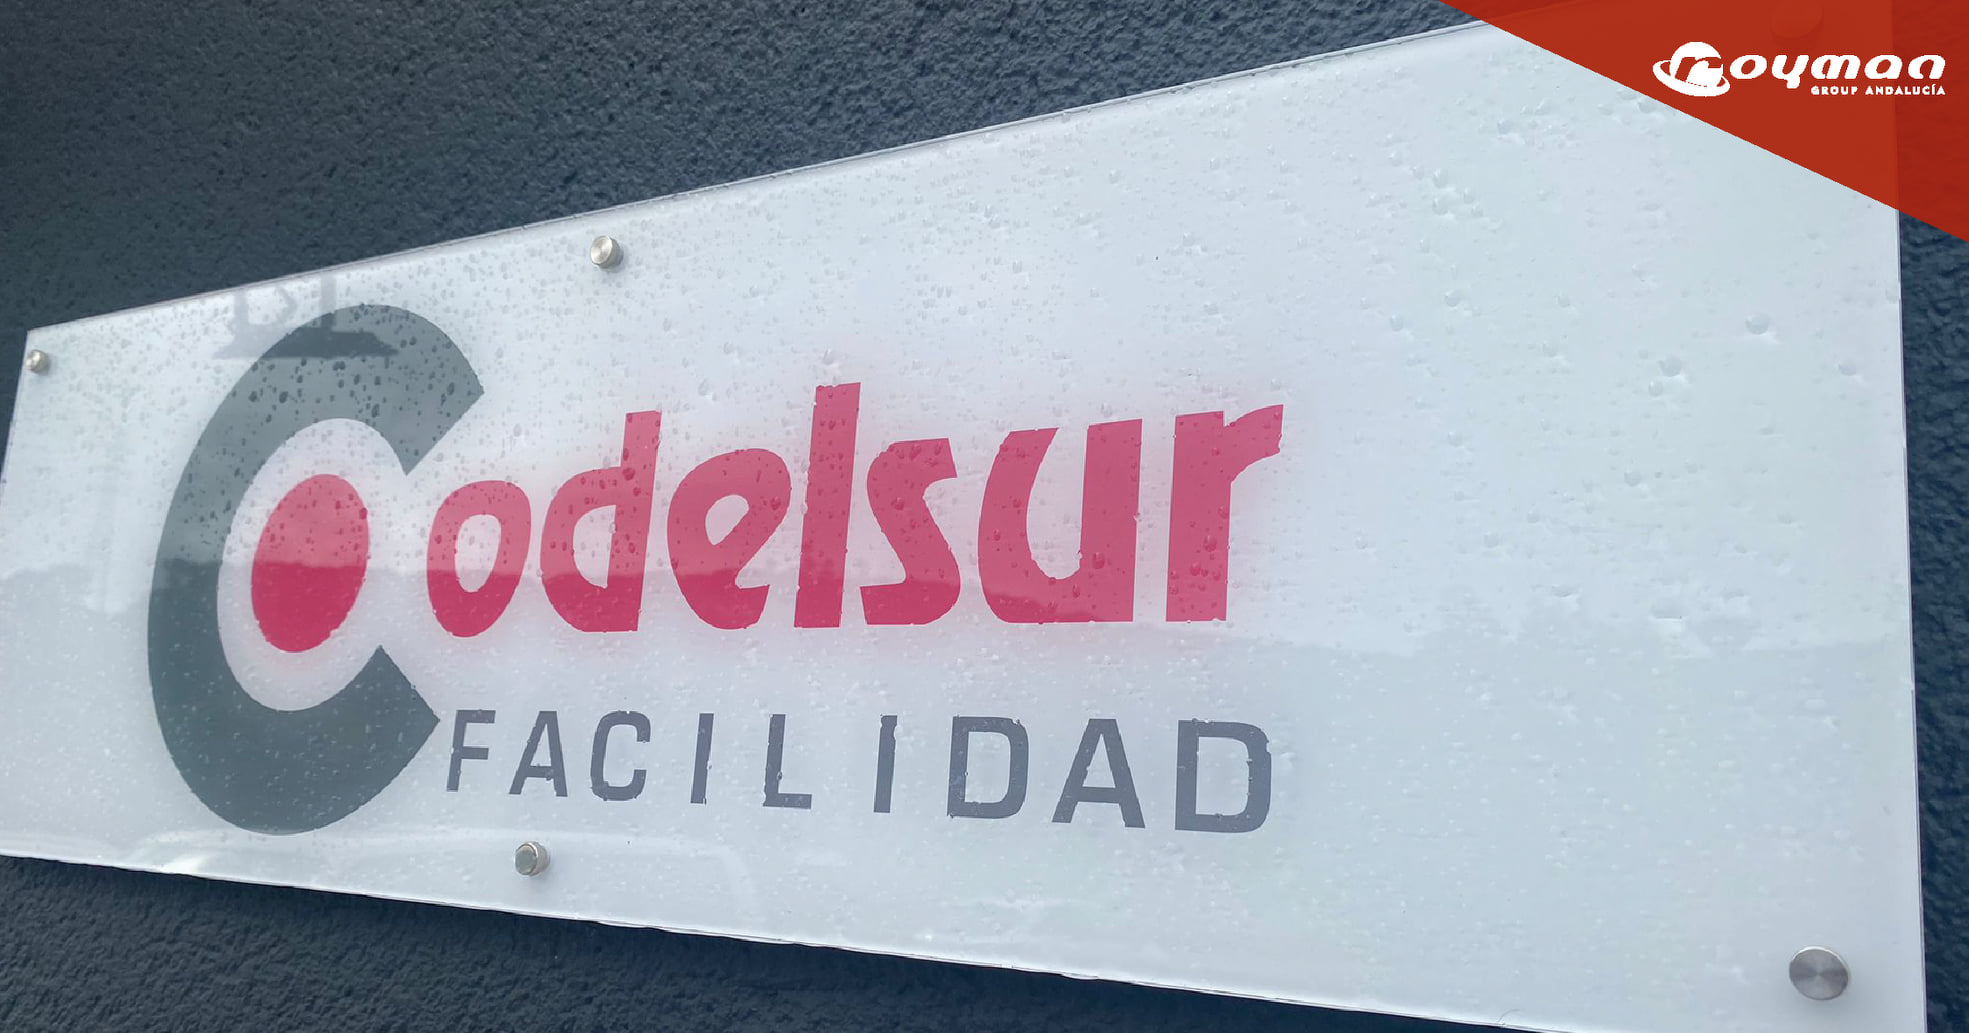 Royman
GROUP ANDALUCÍA
Codelsur
FACILIDAD